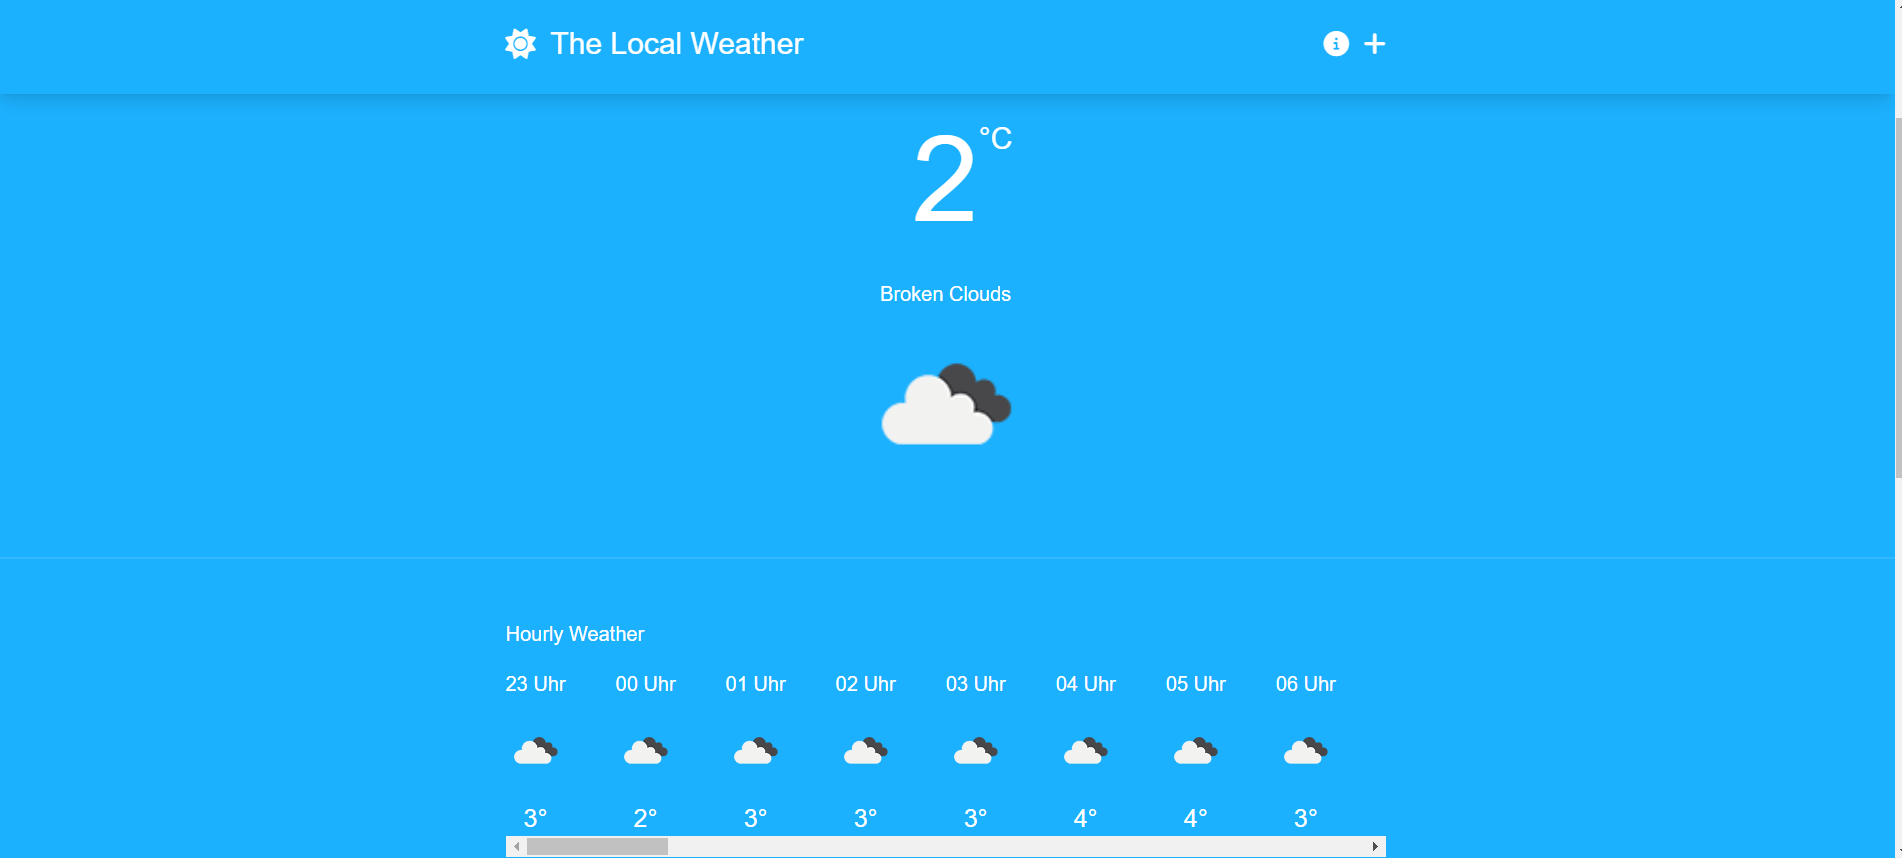 The Local Weather
2 °C
Broken Clouds
Hourly Weather
23 Uhr 00 Uhr 01 Uhr 02 Uhr 03 Uhr 04 Uhr 05 Uhr 06 Uhr
3° 2° 3° 3° 3° 4° 4° 3°